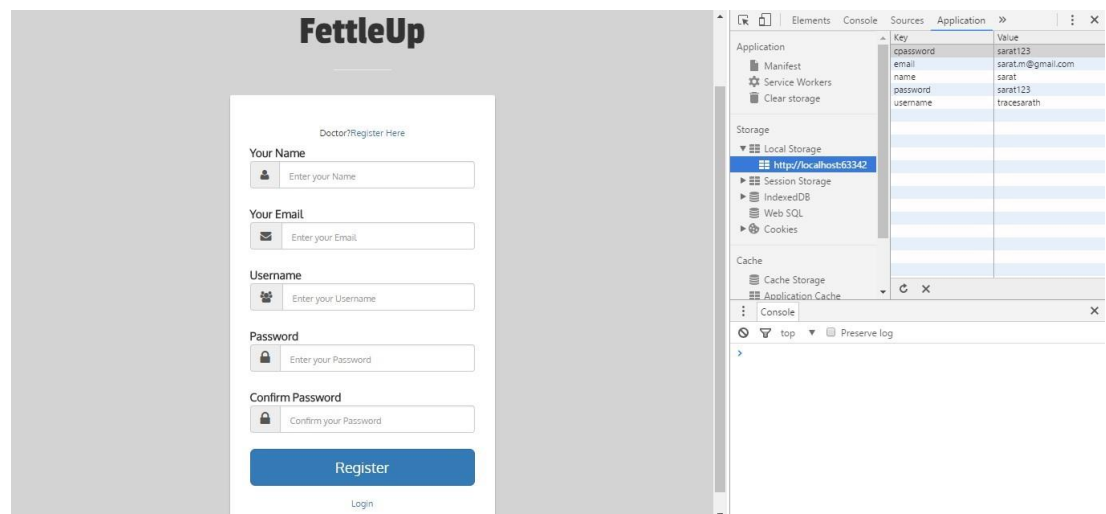 FettleUp
Doctor?Register Here
Your Name
Enter your Name
Your Email
Enter your Email
Username
Enter your Username
Password
Enter your Password
Confirm Password
Confirm your Password
Register
Login
Elements Console Sources Application »
Application
Manifest
Service Workers
Clear storage
Storage
Local Storage
http://localhost:63342
Session Storage
IndexedDB
Web SQL
Cookies
Cache
Cache Storage
Application Cache
Key Value
cpassword sarat123
email sarat.m@gmail.com
name sarat
password sarat123
username tracesarath
Console
top Preserve log